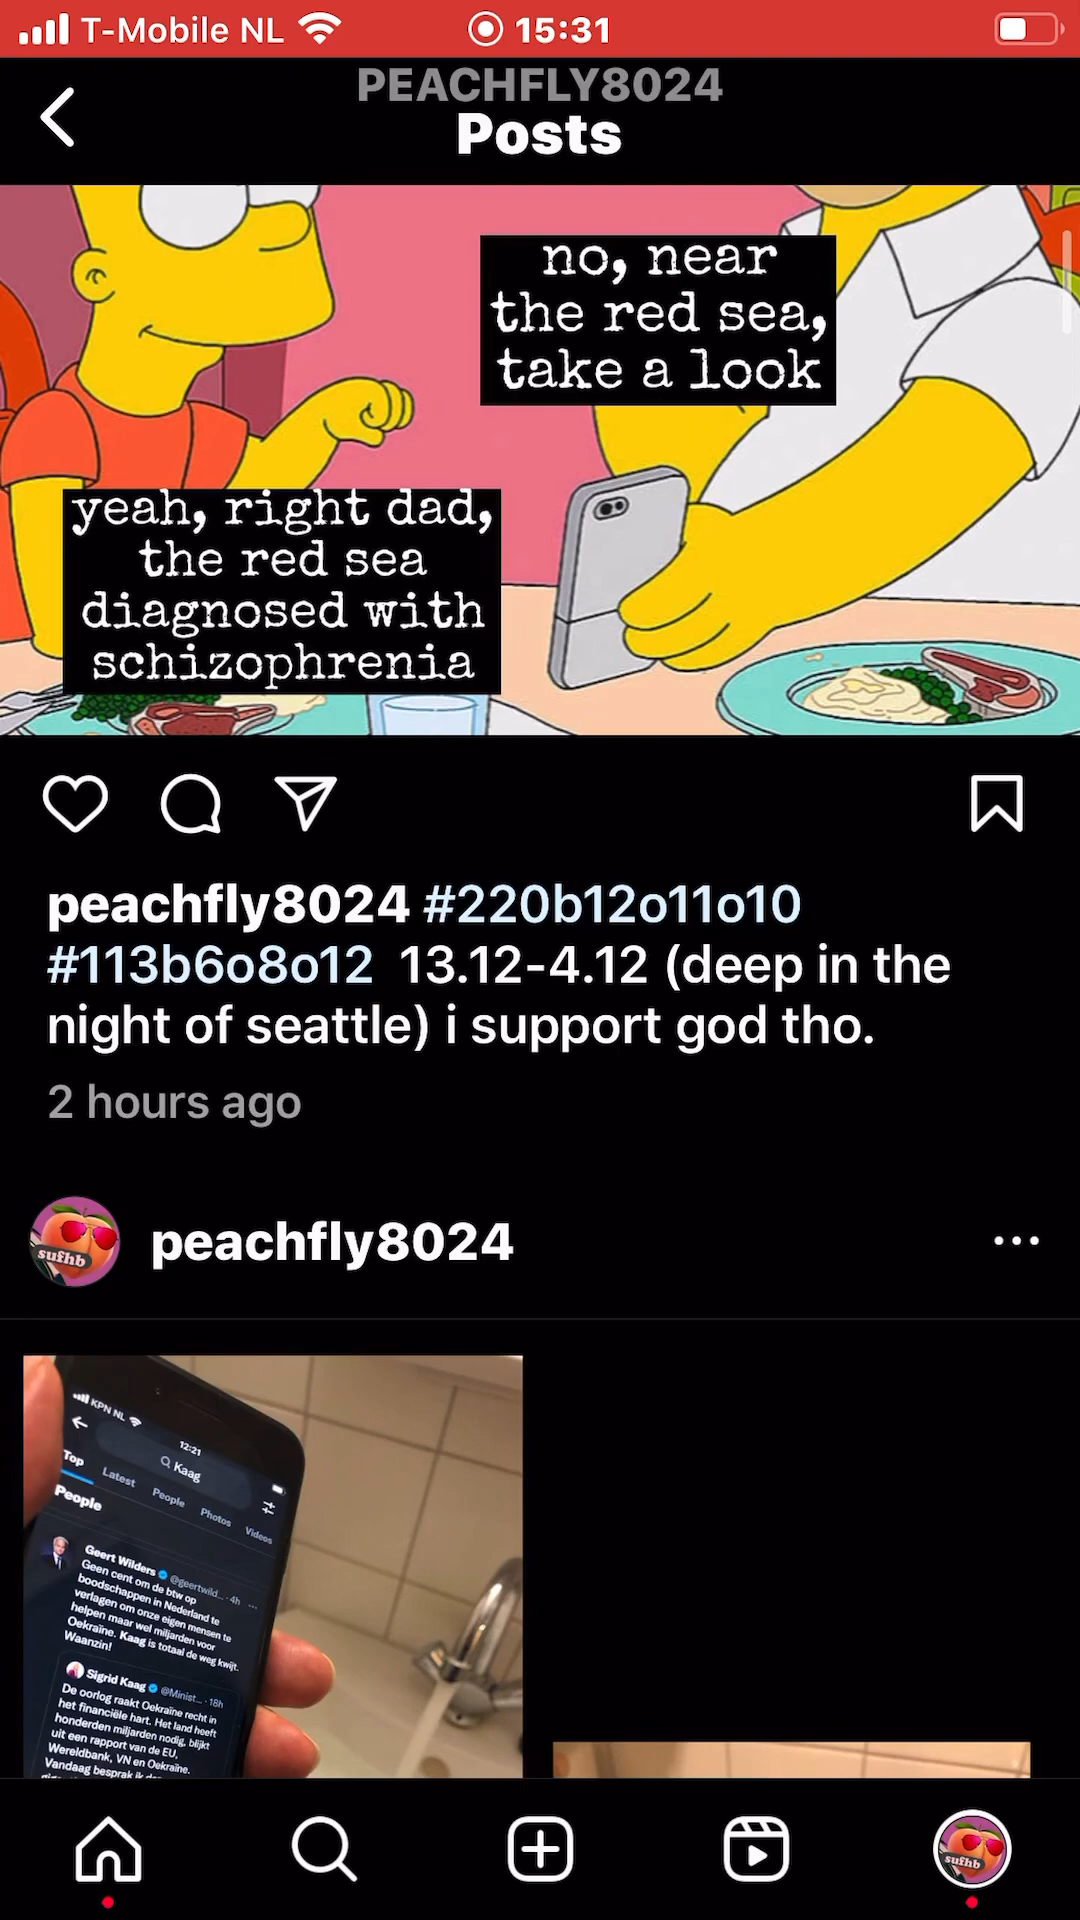 T-Mobile NL 15:31
PEACHFLY8024
Posts
no, near
the red sea,
take a look
yeah, right dad,
the red sea
diagnosed with
schizophrenia
peachfly8024 #220b12o11o10
#113b6o8o12 13.12-4.12 (deep in the
night of seattle) i support god tho.
2 hours ago
sufhb
peachfly8024
KPN NL
12:21
Kaag
Top Latest People Photos Videos
People
Geert Wilders @geertwild... · 4h
Geen cent om de btw op
boodschappen in Nederland te
verlagen om onze eigen mensen te
helpen maar wel miljarden voor
Oekraïne. Kaag is totaal de weg kwijt.
Waanzin!
Sigrid Kaag @Minist... · 18h
De oorlog raakt Oekraïne recht in
het financiële hart. Het land heeft
honderden miljarden nodig, blijkt
uit een rapport van de EU,
Wereldbank, VN en Oekraïne.
Vandaag besprak ik
sufhb